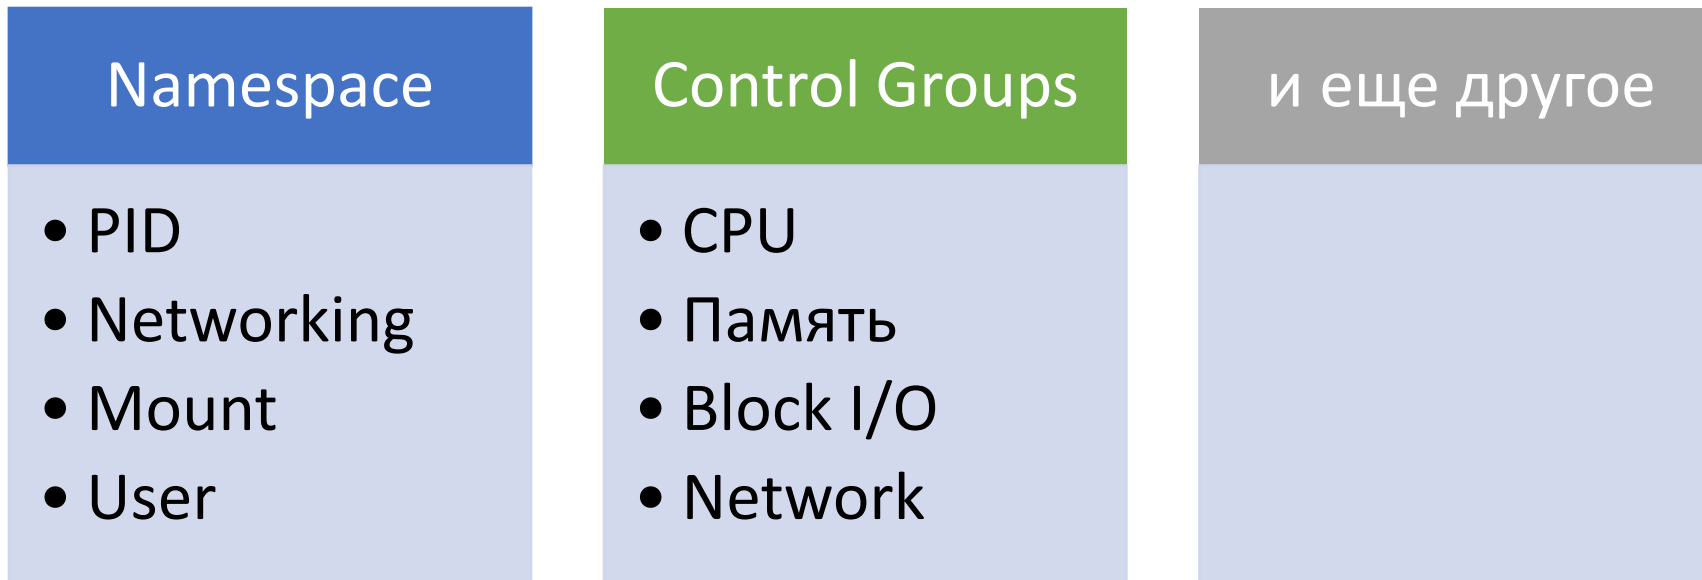 Namespace
• PID
• Networking
• Mount
• User
Control Groups
• CPU
• Память
• Block I/O
• Network
и еще другое